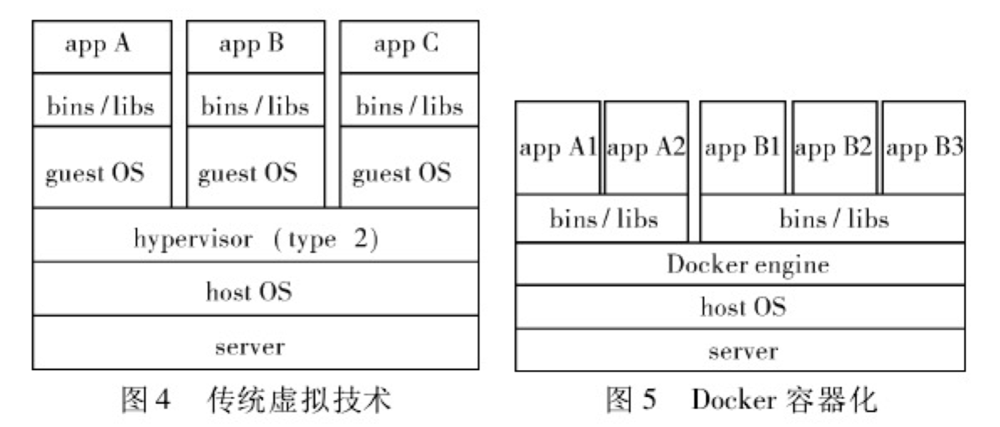 app A
app B
app C
bins/libs
bins/libs
bins/libs
guest OS
guest OS
guest OS
hypervisor (type 2)
host OS
server
图4 传统虚拟技术
app A1
app A2
app B1
app B2
app B3
bins/libs
bins/libs
Docker engine
host OS
server
图5 Docker 容器化